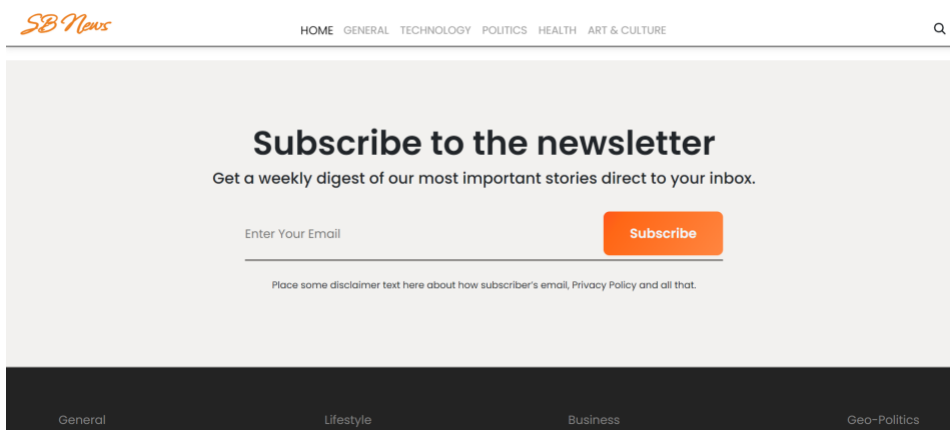 SB News
HOME GENERAL TECHNOLOGY POLITICS HEALTH ART & CULTURE
Subscribe to the newsletter
Get a weekly digest of our most important stories direct to your inbox.
Enter Your Email
Subscribe
Place some disclaimer text here about how subscriber's email, Privacy Policy and all that.
General Lifestyle Business Geo-Politics